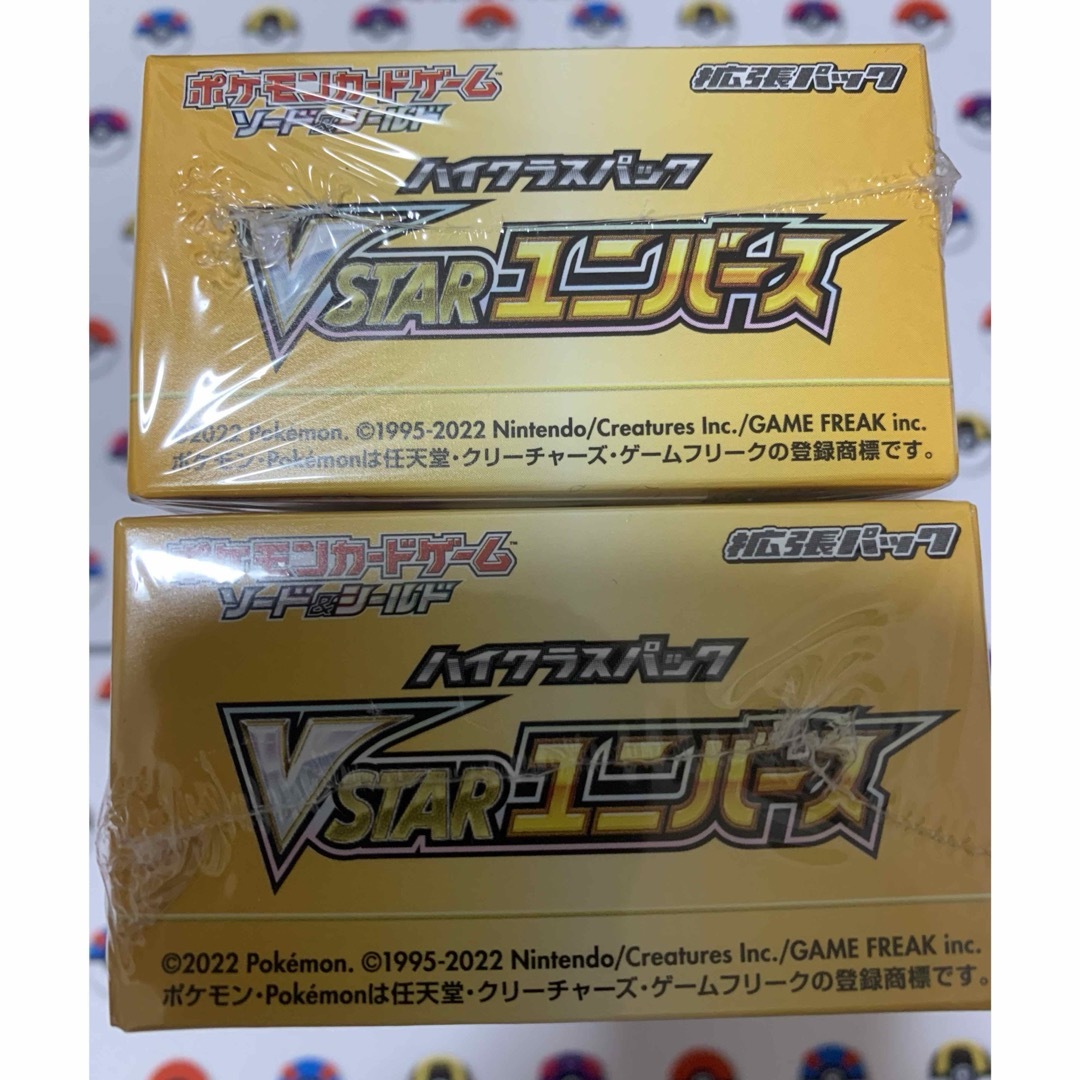 ポケモンカードゲーム™ 拡張パック
ソード&シールド
ハイクラスパック
VSTARユニバース
©2022 Pokémon. ©1995-2022 Nintendo/Creatures Inc./GAME FREAK inc.
ポケモン・Pokémonは任天堂・クリーチャーズ・ゲームフリークの登録商標です。
ポケモンカードゲーム™ 拡張パック
ソード&シールド
ハイクラスパック
VSTARユニバース
©2022 Pokémon. ©1995-2022 Nintendo/Creatures Inc./GAME FREAK inc.
ポケモン・Pokémonは任天堂・クリーチャーズ・ゲームフリークの登録商標です。